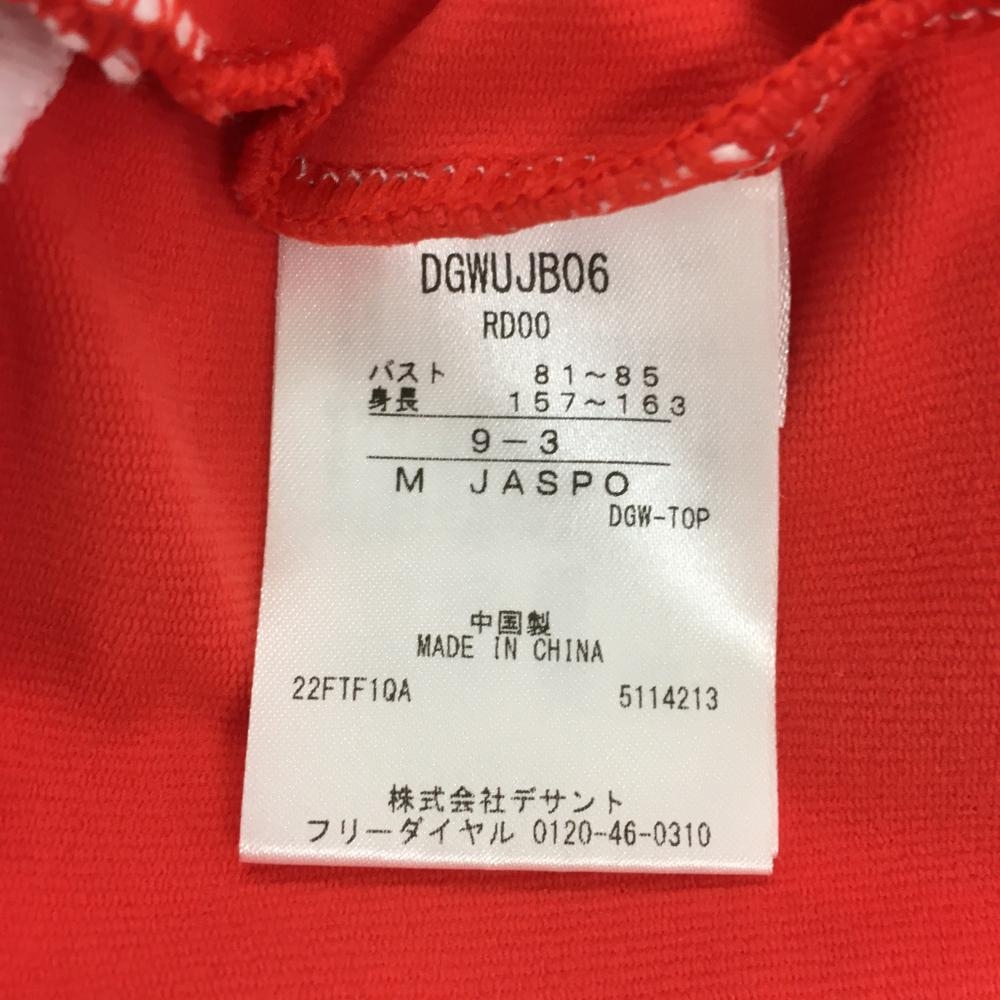 DGWUJB06
RD00
バスト 81～85
身長 157～163
9－3
M JASPO
DGW-TOP
中国製
MADE IN CHINA
22FTF1QA 5114213
株式会社デサント
フリーダイヤル 0120-46-0310